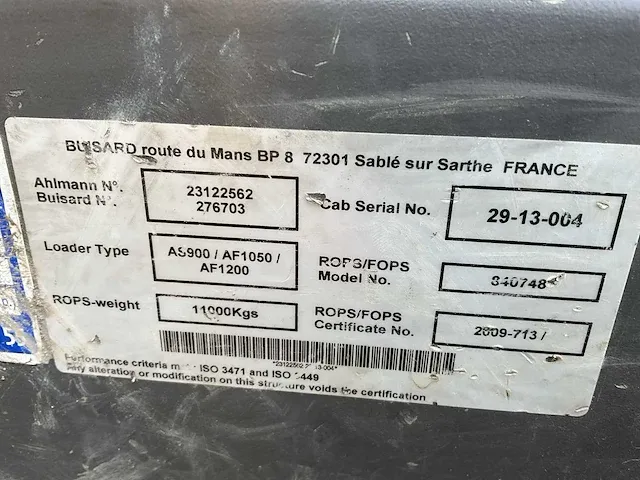 BUISARD route du Mans BP 8 72301 Sablé sur Sarthe FRANCE
Ahlmann N°. 23122562
Buisard N°. 276703
Cab Serial No. 29-13-004
Loader Type AS900 / AF1050 / AF1200
ROPS/FOPS Model No. 840748
ROPS-weight 11000Kgs
ROPS/FOPS Certificate No. 2809-713 /
Performance criteria ISO 3471 and ISO
Any alteration or modification on this structure voids the certification